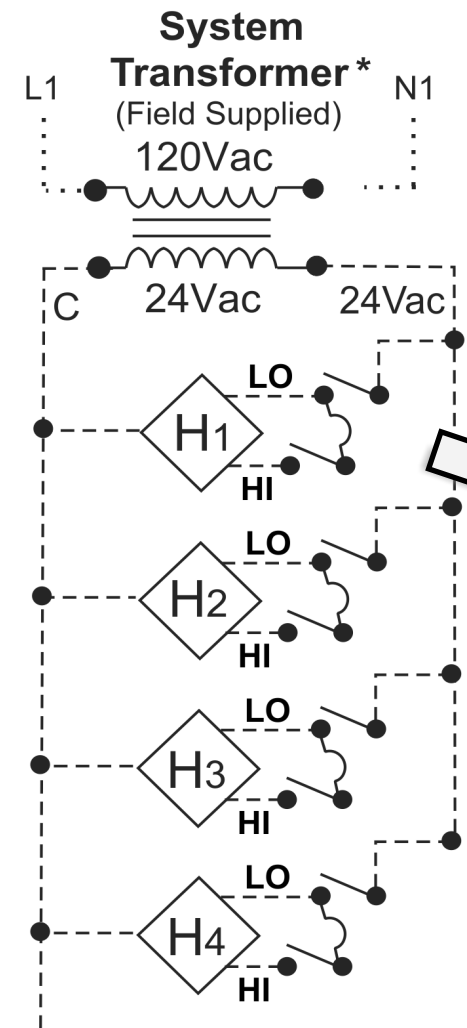 System
Transformer*
(Field Supplied)
L1
N1
120Vac
24Vac
C
24Vac
LO
H1
HI
LO
H2
HI
LO
H3
HI
LO
H4
HI